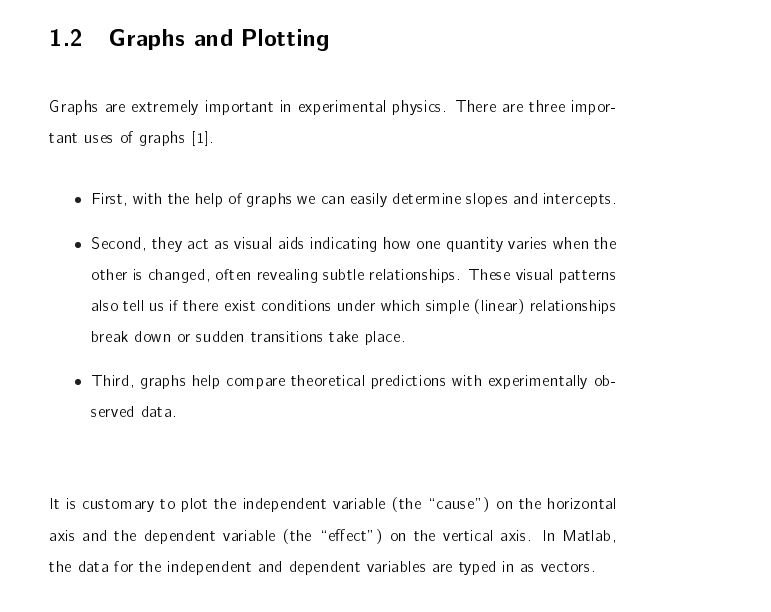 1.2 Graphs and Plotting
Graphs are extremely important in experimental physics. There are three impor-
tant uses of graphs [1].
• First, with the help of graphs we can easily determine slopes and intercepts.
• Second, they act as visual aids indicating how one quantity varies when the
other is changed, often revealing subtle relationships. These visual patterns
also tell us if there exist conditions under which simple (linear) relationships
break down or sudden transitions take place.
• Third, graphs help compare theoretical predictions with experimentally ob-
served data.
It is customary to plot the independent variable (the “cause”) on the horizontal
axis and the dependent variable (the “effect”) on the vertical axis. In Matlab,
the data for the independent and dependent variables are typed in as vectors.